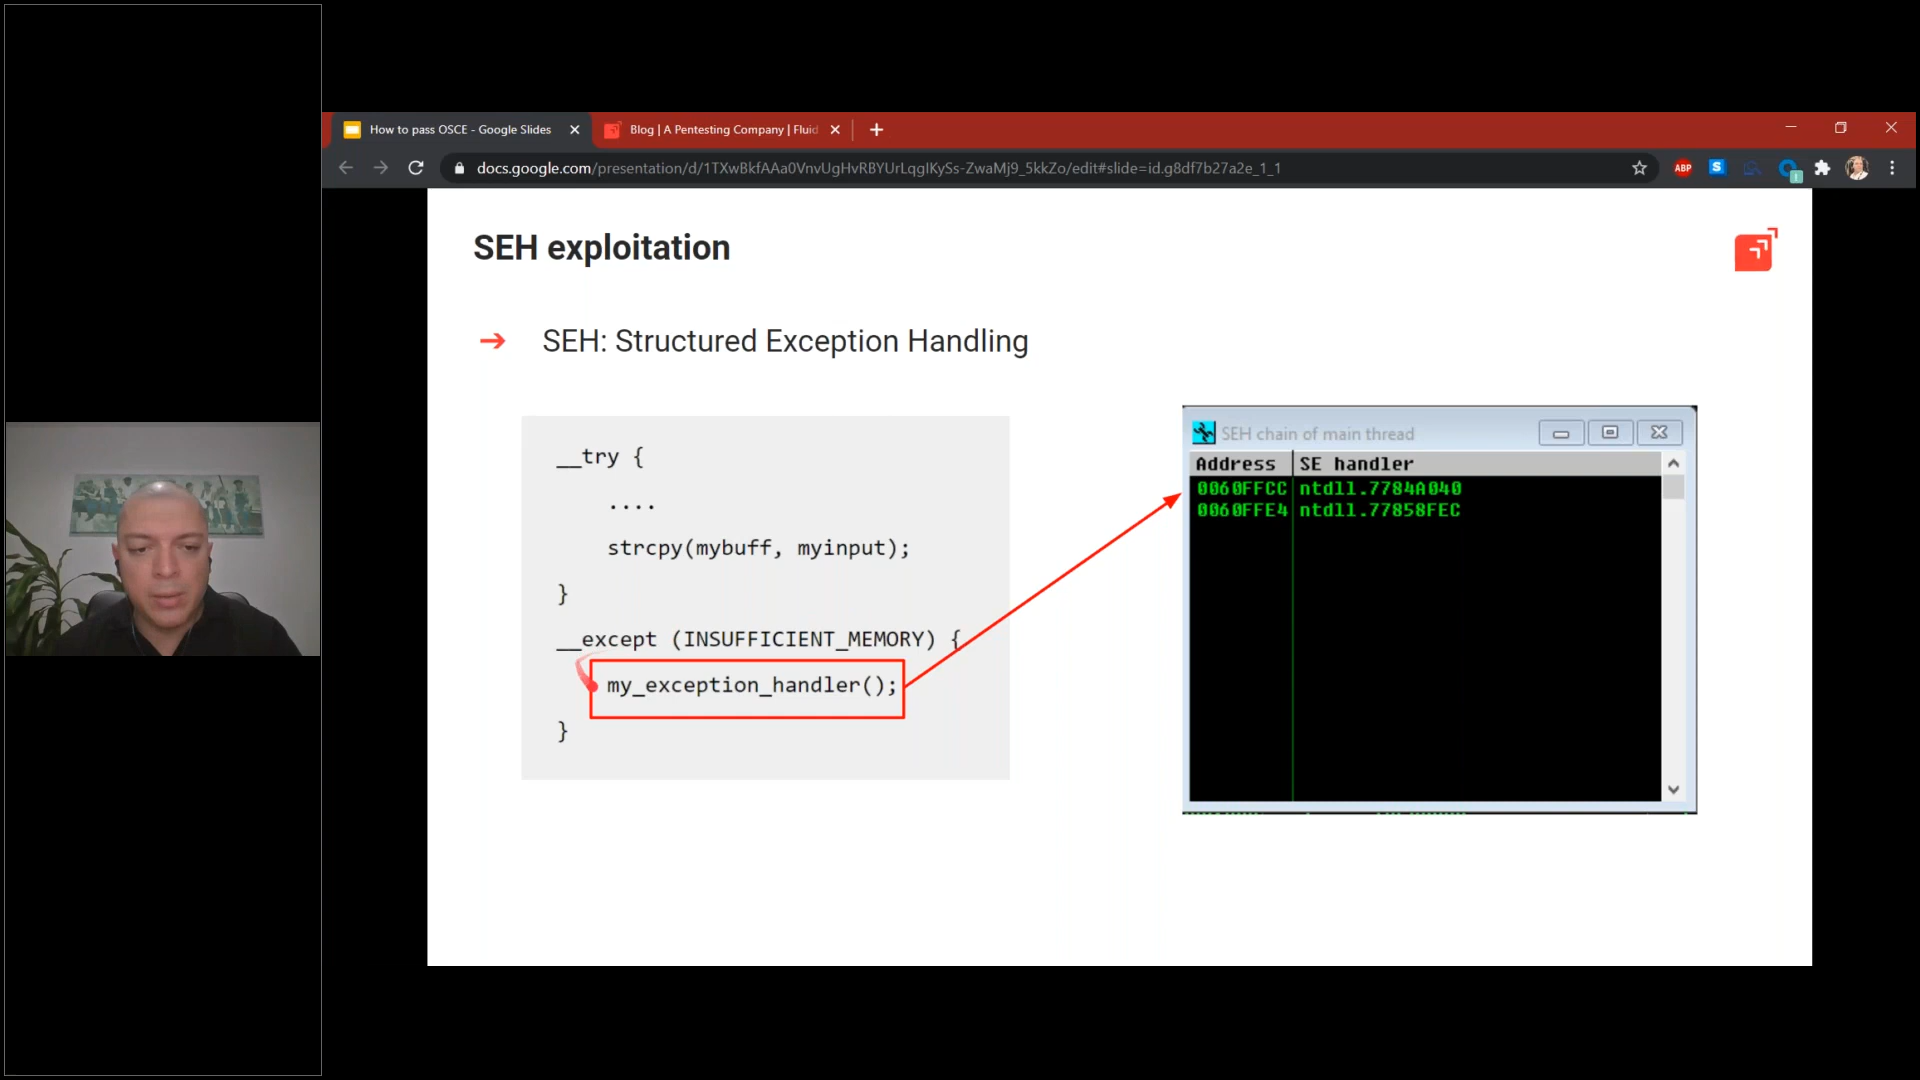 How to pass OSCE - Google Slides
Blog | A Pentesting Company | Fluid
docs.google.com/presentation/d/1TXwBkfAAa0VnvUgHvRBYUrLqgIKySs-ZwaMj9_5kkZo/edit#slide=id.g8df7b27a2e_1_1
ABP
S
SEH exploitation
➔ SEH: Structured Exception Handling
__try {
....
strcpy(mybuff, myinput);
}
__except (INSUFFICIENT_MEMORY) {
my_exception_handler();
}
SEH chain of main thread
Address SE handler
0060FFCC ntdll.7784A040
0060FFE4 ntdll.77858FEC